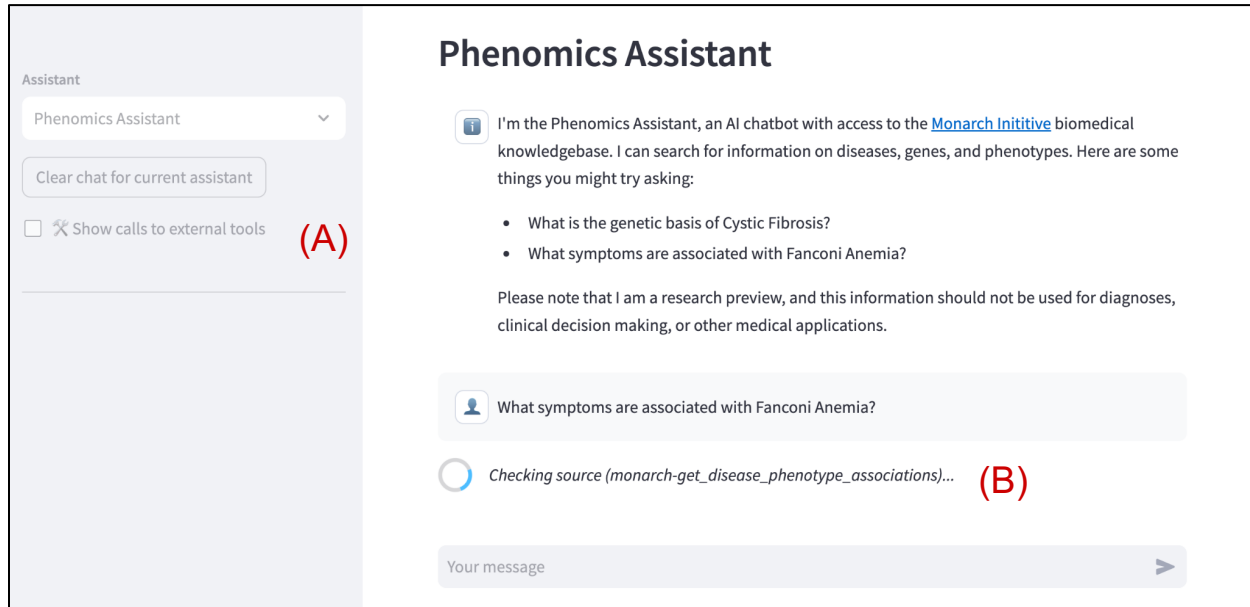 Assistant
Phenomics Assistant
Clear chat for current assistant
Show calls to external tools
(A)
Phenomics Assistant
I'm the Phenomics Assistant, an AI chatbot with access to the Monarch Inititive biomedical
knowledgebase. I can search for information on diseases, genes, and phenotypes. Here are some
things you might try asking:
• What is the genetic basis of Cystic Fibrosis?
• What symptoms are associated with Fanconi Anemia?
Please note that I am a research preview, and this information should not be used for diagnoses,
clinical decision making, or other medical applications.
What symptoms are associated with Fanconi Anemia?
Checking source (monarch-get_disease_phenotype_associations)...
(B)
Your message